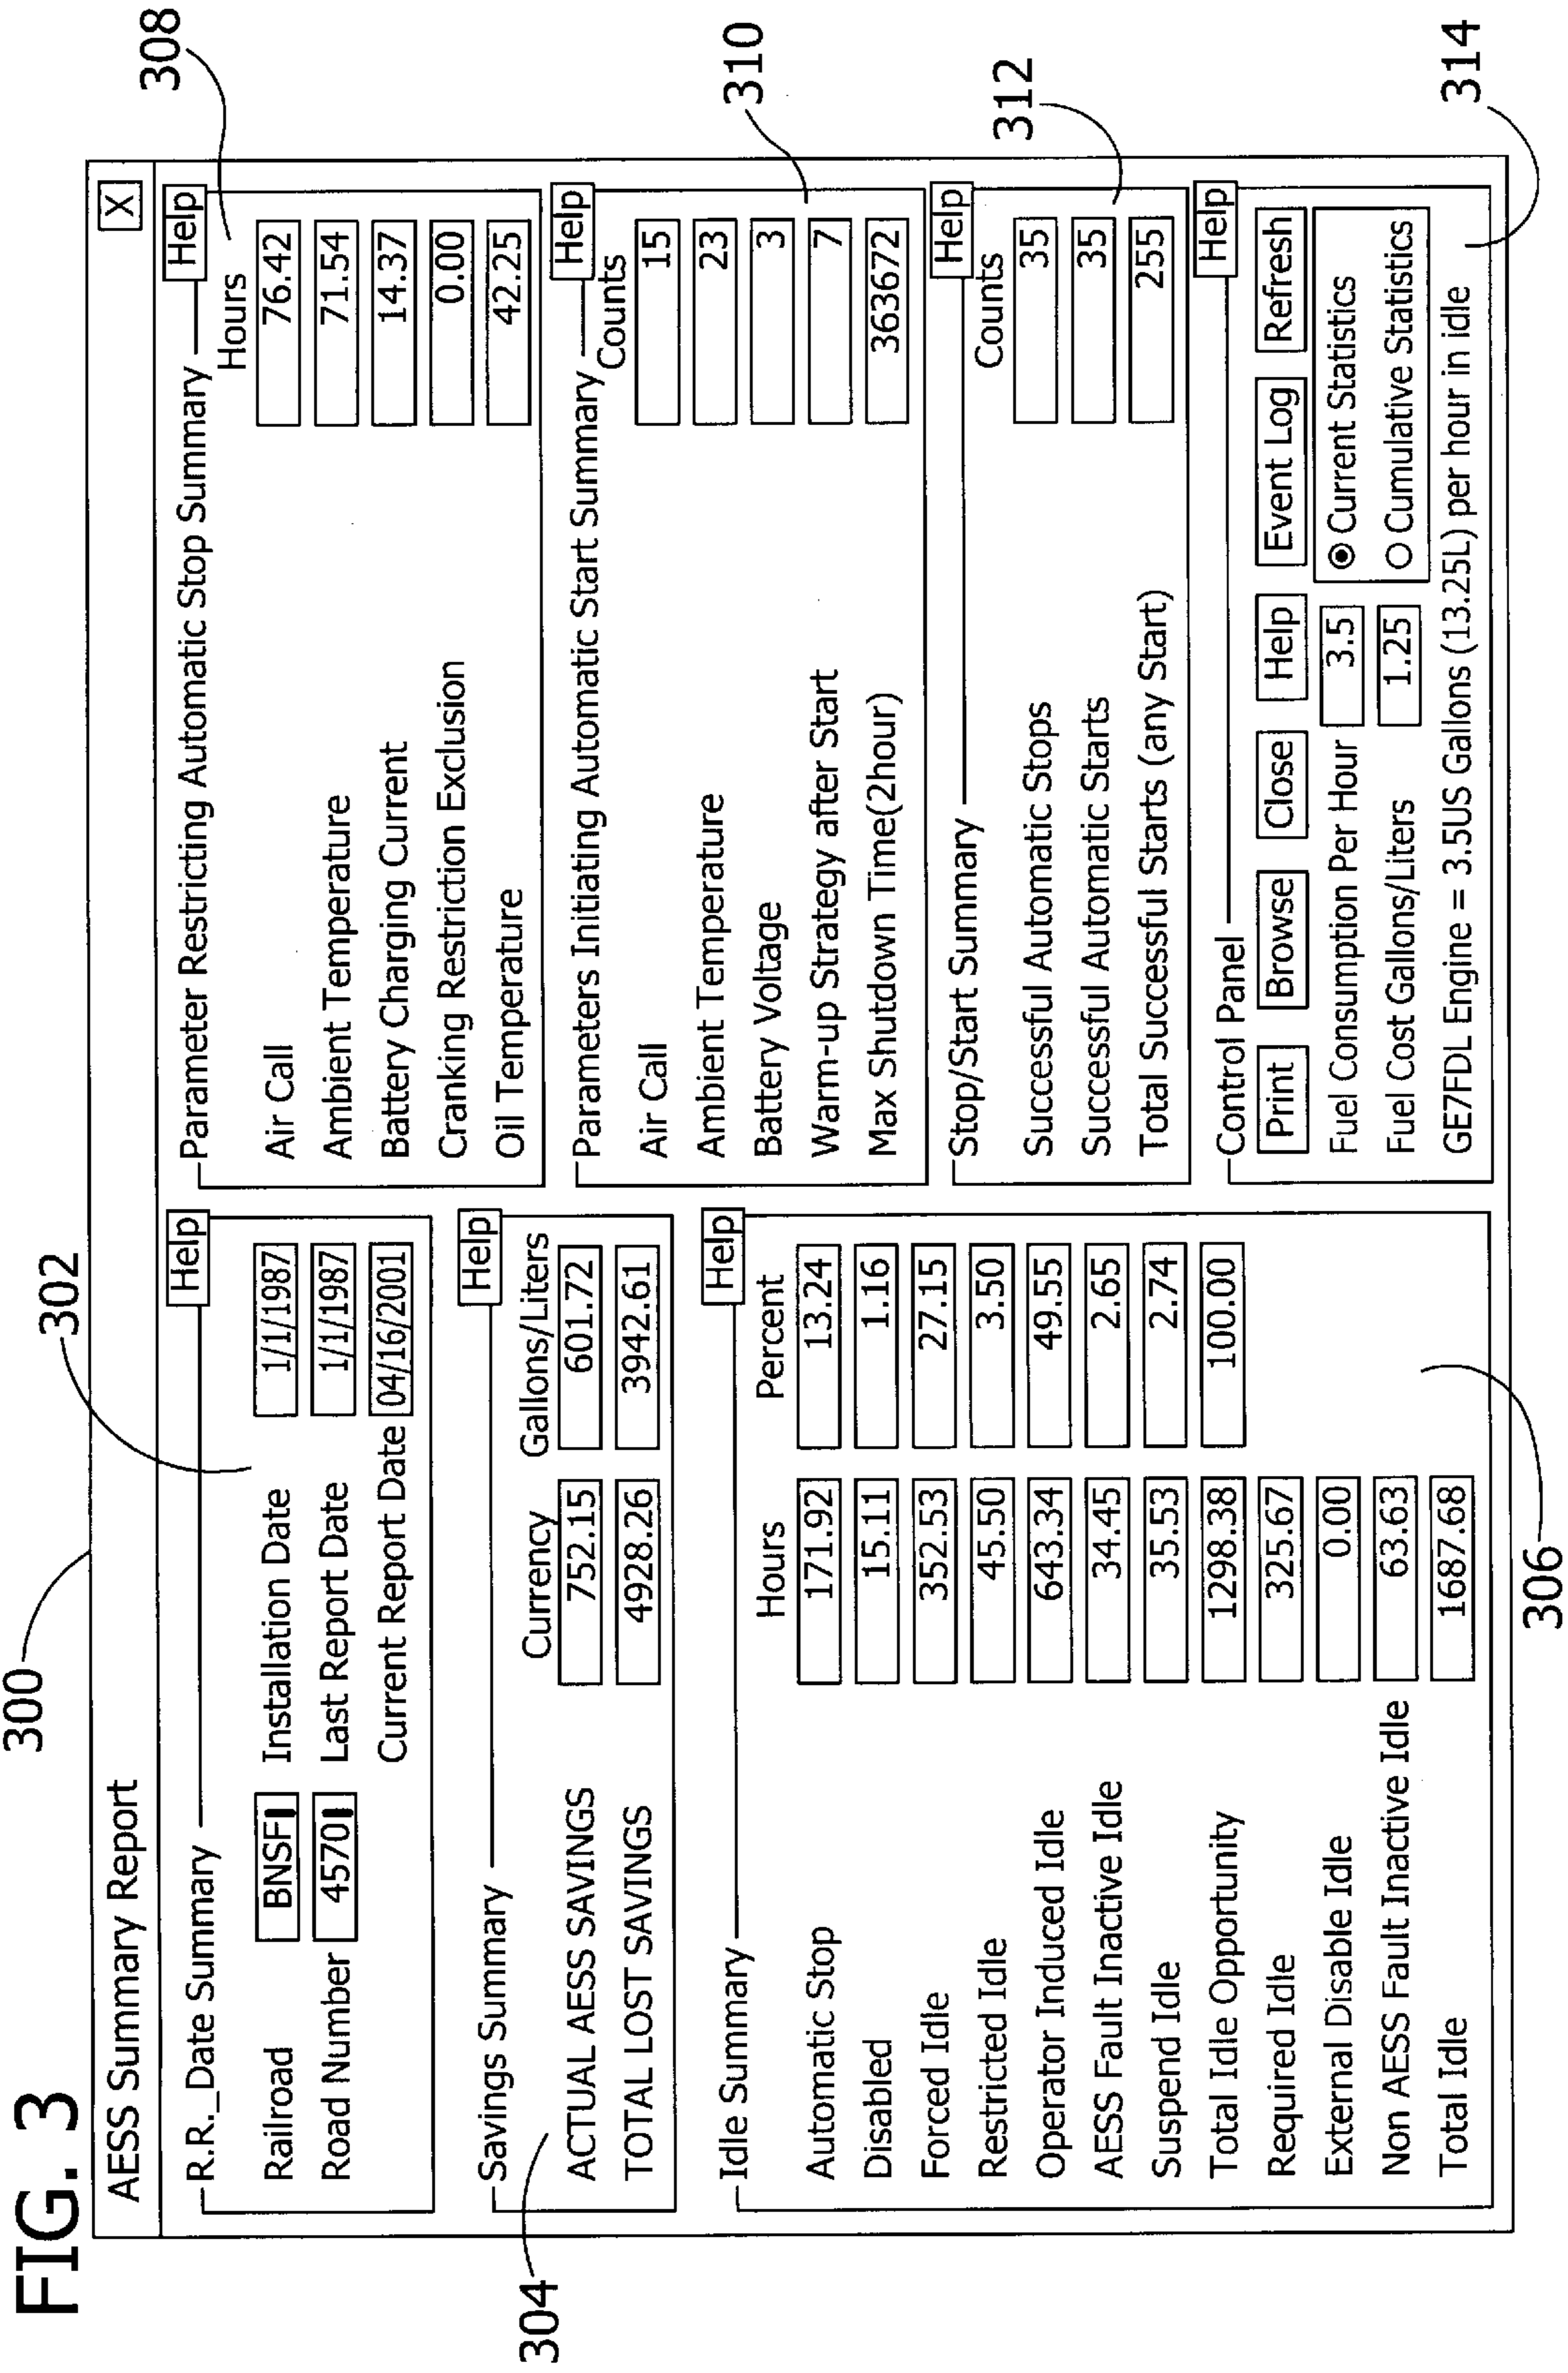 FIG. 3
300
AESS Summary Report X
302
R.R._Date Summary Help
Railroad BNSF Installation Date 1/1/1987
Road Number 4570 Last Report Date 1/1/1987
Current Report Date 04/16/2001
304
Savings Summary Help
Currency Gallons/Liters
ACTUAL AESS SAVINGS 752.15 601.72
TOTAL LOST SAVINGS 4928.26 3942.61
Idle Summary Help
Hours Percent
Automatic Stop 171.92 13.24
Disabled 15.11 1.16
Forced Idle 352.53 27.15
Restricted Idle 45.50 3.50
Operator Induced Idle 643.34 49.55
AESS Fault Inactive Idle 34.45 2.65
Suspend Idle 35.53 2.74
Total Idle Opportunity 1298.38 100.00
Required Idle 325.67
External Disable Idle 0.00
Non AESS Fault Inactive Idle 63.63
Total Idle 1687.68
306
308
Parameter Restricting Automatic Stop Summary Help
Hours
Air Call 76.42
Ambient Temperature 71.54
Battery Charging Current 14.37
Cranking Restriction Exclusion 0.00
Oil Temperature 42.25
310
Parameters Initiating Automatic Start Summary Help
Counts
Air Call 15
Ambient Temperature 23
Battery Voltage 3
Warm-up Strategy after Start 7
Max Shutdown Time(2hour) 363672
312
Stop/Start Summary Help
Counts
Successful Automatic Stops 35
Successful Automatic Starts 35
Total Successful Starts (any Start) 255
Control Panel Help
Print Browse Close Help Event Log Refresh
Fuel Consumption Per Hour 3.5 Current Statistics
Fuel Cost Gallons/Liters 1.25 Cumulative Statistics
GE7FDL Engine = 3.5US Gallons (13.25L) per hour in idle
314